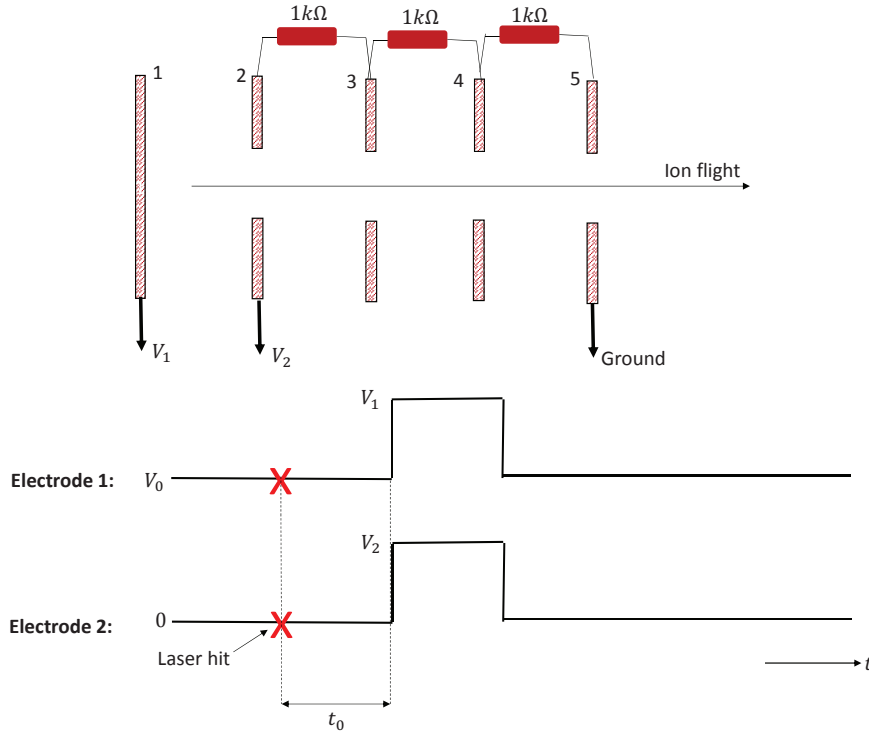 1kΩ 1kΩ 1kΩ
1 2 3 4 5
Ion flight
V₁ V₂ Ground
V₁
Electrode 1: V₀
V₂
Electrode 2: 0
Laser hit
t
t₀